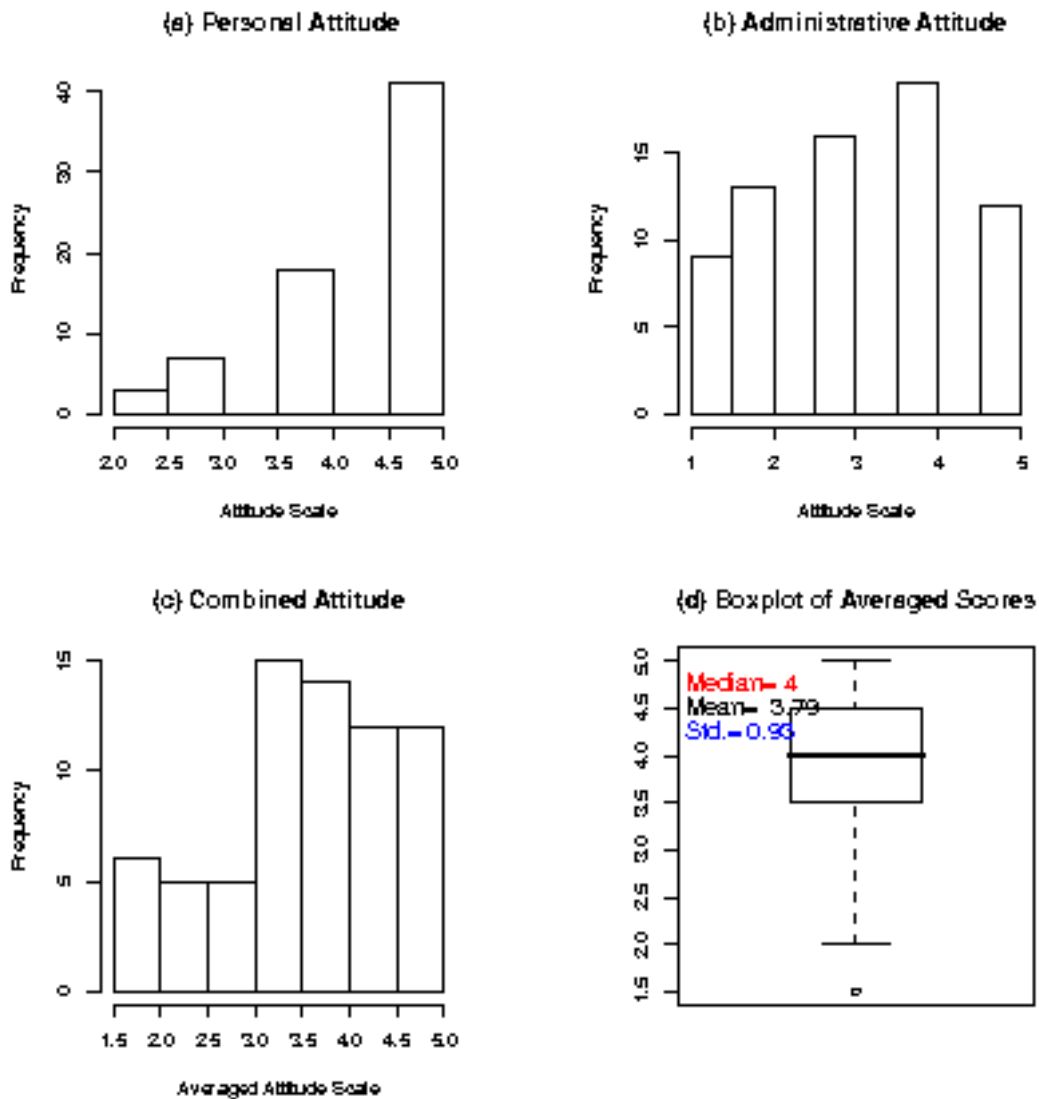 (a) Personal Attitude
Frequency
0 10 20 30 40
2.0 2.5 3.0 3.5 4.0 4.5 5.0
Attitude Scale
(b) Administrative Attitude
Frequency
0 5 10 15
1 2 3 4 5
Attitude Scale
(c) Combined Attitude
Frequency
0 5 10 15
1.5 2.0 2.5 3.0 3.5 4.0 4.5 5.0
Averaged Attitude Scale
(d) Boxplot of Averaged Scores
1.5 2.0 2.5 3.0 3.5 4.0 4.5 5.0
Median= 4
Mean= 3.79
Std.= 0.93